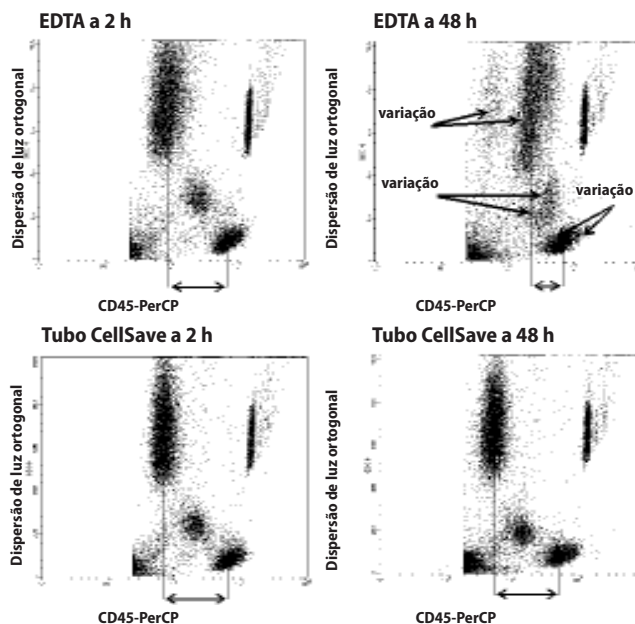 EDTA a 2 h
EDTA a 48 h
Dispersão de luz ortogonal
Dispersão de luz ortogonal
variação
variação
variação
CD45-PerCP
CD45-PerCP
Tubo CellSave a 2 h
Tubo CellSave a 48 h
Dispersão de luz ortogonal
Dispersão de luz ortogonal
CD45-PerCP
CD45-PerCP